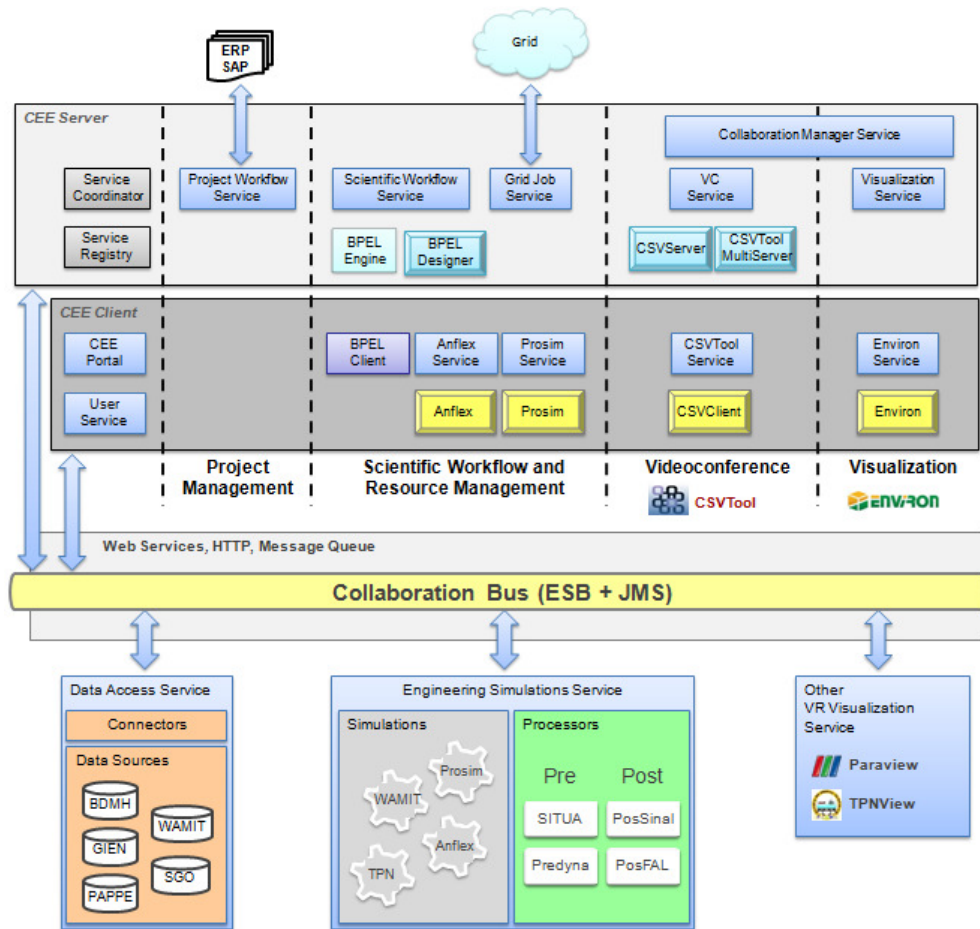 ERP
SAP
Grid
CEE Server
Collaboration Manager Service
Service
Coordinator
Project Workflow
Service
Scientific Workflow
Service
Grid Job
Service
VC
Service
Visualization
Service
Service
Registry
BPEL
Engine
BPEL
Designer
CSVServer
CSVTool
MultiServer
CEE Client
CEE
Portal
BPEL
Client
Anflex
Service
Prosim
Service
CSVTool
Service
Environ
Service
User
Service
Anflex
Prosim
CSVClient
Environ
Project
Management
Scientific Workflow and
Resource Management
Videoconference
CSVTool
Visualization
ENVIRON
Web Services, HTTP, Message Queue
Collaboration Bus (ESB + JMS)
Data Access Service
Connectors
Data Sources
BDMH
WAMIT
GIEN
SGO
PAPPE
Engineering Simulations Service
Simulations
Prosim
WAMIT
Anflex
TPN
Processors
Pre
Post
SITUA
PosSinal
Predyna
PosFAL
Other
VR Visualization
Service
Paraview
TPNView